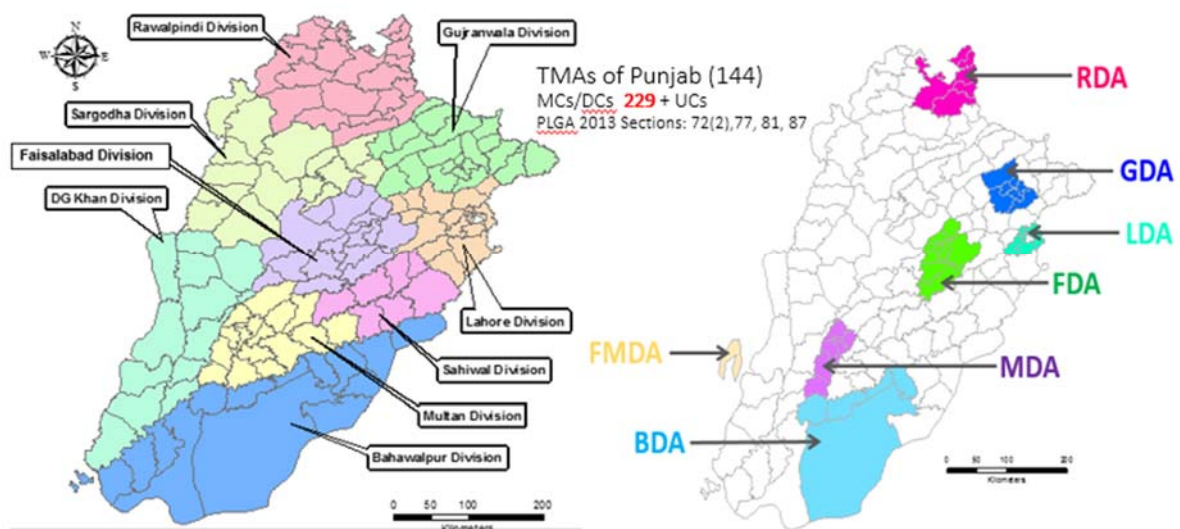 Rawalpindi Division
Gujranwala Division
N
W E
S
TMAs of Punjab (144)
MCs/DCs 229 + UCs
PLGA 2013 Sections: 72(2),77, 81, 87
RDA
Sargodha Division
Faisalabad Division
GDA
DG Khan Division
LDA
FDA
Lahore Division
FMDA
Sahiwal Division
MDA
Multan Division
BDA
Bahawalpur Division
0 50 100 200
Kilometers
0 50 100 200
Kilometers